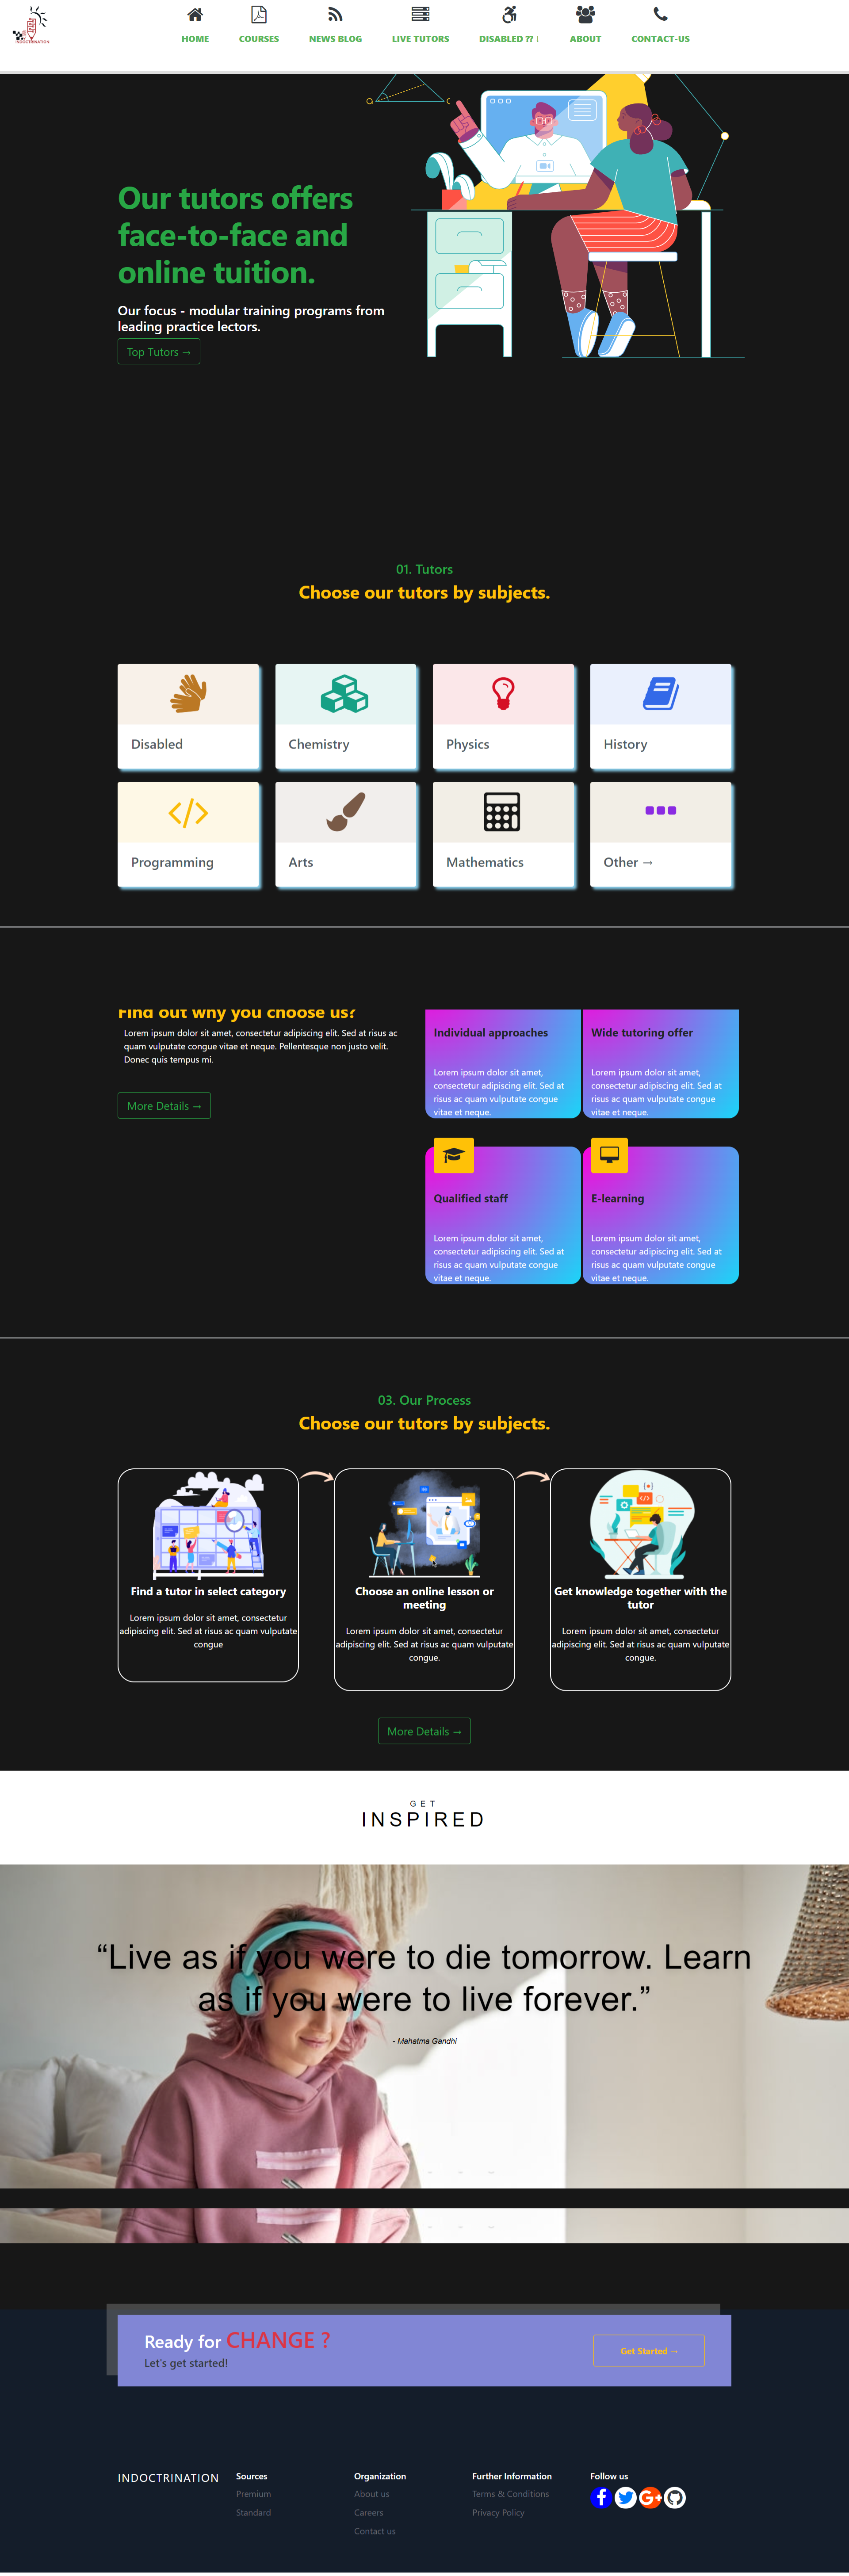 INDOCTRINATION
HOME COURSES NEWS BLOG LIVE TUTORS DISABLED ?? ↓ ABOUT CONTACT-US
Our tutors offers
face-to-face and
online tuition.
Our focus - modular training programs from
leading practice lectors.
Top Tutors →
01. Tutors
Choose our tutors by subjects.
Disabled
Chemistry
Physics
History
Programming
Arts
Mathematics
Other →
Find out why you choose us?
Lorem ipsum dolor sit amet, consectetur adipiscing elit. Sed at risus ac
quam vulputate congue vitae et neque. Pellentesque non justo velit.
Donec quis tempus mi.
More Details →
Individual approaches
Lorem ipsum dolor sit amet,
consectetur adipiscing elit. Sed at
risus ac quam vulputate congue
vitae et neque.
Wide tutoring offer
Lorem ipsum dolor sit amet,
consectetur adipiscing elit. Sed at
risus ac quam vulputate congue
vitae et neque.
Qualified staff
Lorem ipsum dolor sit amet,
consectetur adipiscing elit. Sed at
risus ac quam vulputate congue
vitae et neque.
E-learning
Lorem ipsum dolor sit amet,
consectetur adipiscing elit. Sed at
risus ac quam vulputate congue
vitae et neque.
03. Our Process
Choose our tutors by subjects.
Find a tutor in select category
Lorem ipsum dolor sit amet, consectetur
adipiscing elit. Sed at risus ac quam vulputate
congue
Choose an online lesson or
meeting
Lorem ipsum dolor sit amet, consectetur
adipiscing elit. Sed at risus ac quam vulputate
congue.
Get knowledge together with the
tutor
Lorem ipsum dolor sit amet, consectetur
adipiscing elit. Sed at risus ac quam vulputate
congue.
More Details →
GET
INSPIRED
“Live as if you were to die tomorrow. Learn
as if you were to live forever.”
- Mahatma Gandhi
Ready for CHANGE ?
Let's get started!
Get Started →
INDOCTRINATION
Sources
Premium
Standard
Organization
About us
Careers
Contact us
Further Information
Terms & Conditions
Privacy Policy
Follow us